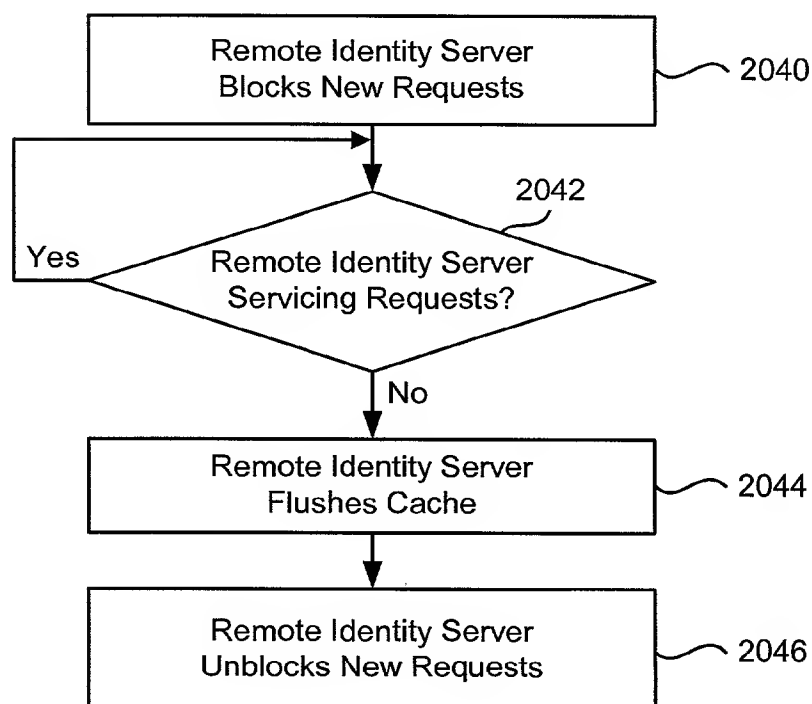 Remote Identity Server
Blocks New Requests
2040
2042
Yes
Remote Identity Server
Servicing Requests?
No
Remote Identity Server
Flushes Cache
2044
Remote Identity Server
Unblocks New Requests
2046